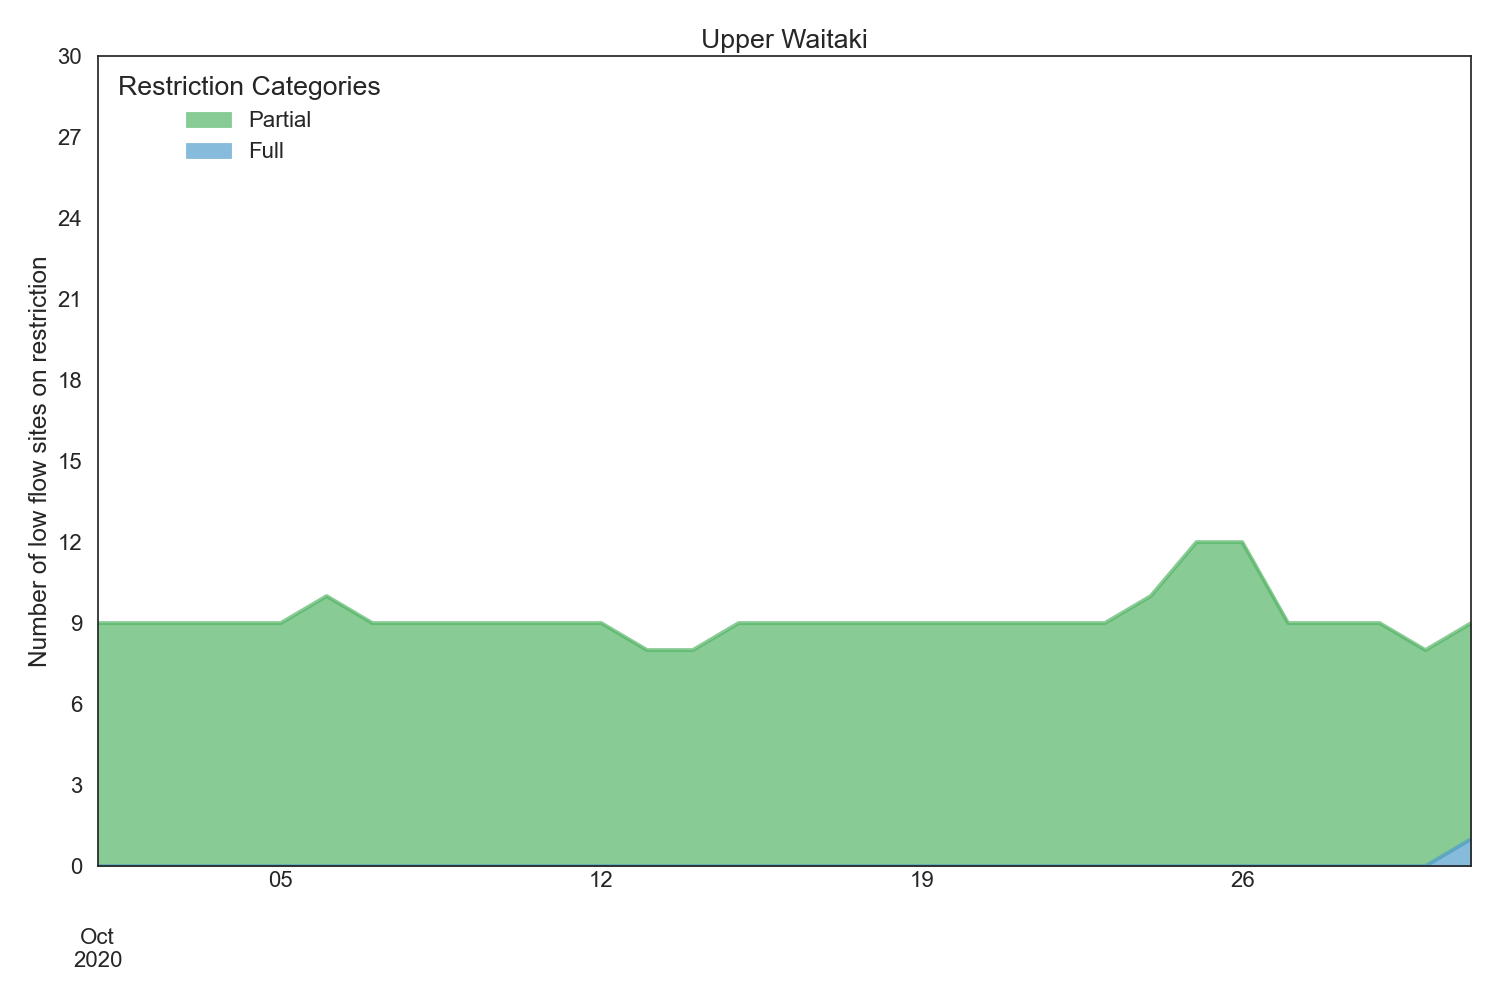 Upper Waitaki
Restriction Categories
Partial
Full
Number of low flow sites on restriction
30
27
24
21
18
15
12
9
6
3
0
05
12
19
26
Oct
2020